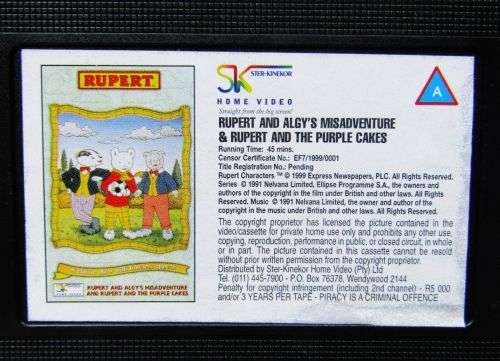 RUPERT
RUPERT AND ALGY'S MISADVENTURE
AND RUPERT AND THE PURPLE CAKES
SK STER-KINEKOR
HOME VIDEO
Straight from the big screen!
A
RUPERT AND ALGY'S MISADVENTURE
& RUPERT AND THE PURPLE CAKES
Running Time: 45 mins.
Censor Certificate No.: EF7/1999/0001
Title Registration No.: Pending
Rupert Characters ™ © 1999 Express Newspapers, PLC. All Rights Reserved.
Series © 1991 Nelvana Limited, Ellipse Programme S.A., the owners and
authors of the copyright in the film under British and other laws. All Rights
Reserved. Music © 1991 Nelvana Limited, the owner and author of the
copyright in the music under British and other laws. All Rights Reserved.
The copyright proprietor has licensed the picture contained in the
video/cassette for private home use only and prohibits any other use,
copying, reproduction, performance in public, or closed circuit, in whole
or in part. The picture contained in this cassette cannot be resold
without prior written permission from the copyright proprietor.
Distributed by Ster-Kinekor Home Video (Pty) Ltd
Tel: (011) 445-7900 - P.O. Box 76378, Wendywood 2144
Penalty for copyright infringement (including 2nd channel) - R5 000
and/or 3 YEARS PER TAPE - PIRACY IS A CRIMINAL OFFENCE